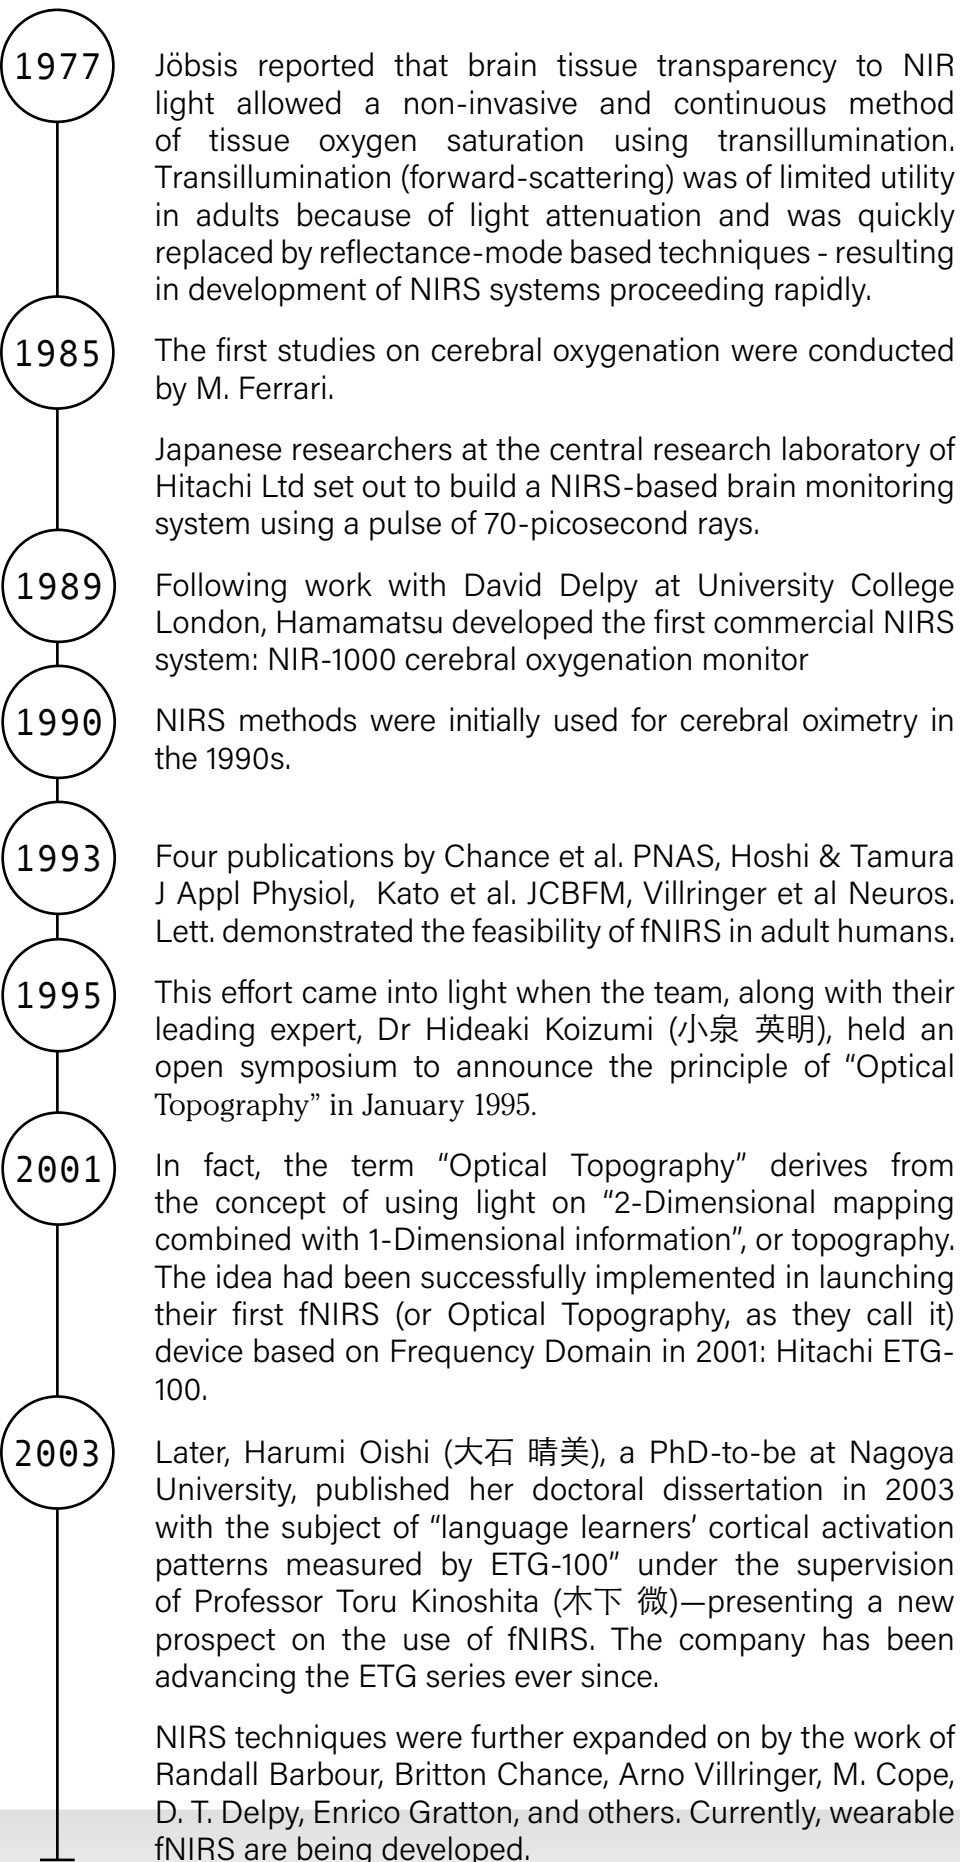 1977
Jöbsis reported that brain tissue transparency to NIR
light allowed a non-invasive and continuous method
of tissue oxygen saturation using transillumination.
Transillumination (forward-scattering) was of limited utility
in adults because of light attenuation and was quickly
replaced by reflectance-mode based techniques - resulting
in development of NIRS systems proceeding rapidly.
1985
The first studies on cerebral oxygenation were conducted
by M. Ferrari.
Japanese researchers at the central research laboratory of
Hitachi Ltd set out to build a NIRS-based brain monitoring
system using a pulse of 70-picosecond rays.
1989
Following work with David Delpy at University College
London, Hamamatsu developed the first commercial NIRS
system: NIR-1000 cerebral oxygenation monitor
1990
NIRS methods were initially used for cerebral oximetry in
the 1990s.
1993
Four publications by Chance et al. PNAS, Hoshi & Tamura
J Appl Physiol, Kato et al. JCBFM, Villringer et al Neuros.
Lett. demonstrated the feasibility of fNIRS in adult humans.
1995
This effort came into light when the team, along with their
leading expert, Dr Hideaki Koizumi (小泉 英明), held an
open symposium to announce the principle of “Optical
Topography” in January 1995.
2001
In fact, the term “Optical Topography” derives from
the concept of using light on “2-Dimensional mapping
combined with 1-Dimensional information”, or topography.
The idea had been successfully implemented in launching
their first fNIRS (or Optical Topography, as they call it)
device based on Frequency Domain in 2001: Hitachi ETG-
100.
2003
Later, Harumi Oishi (大石 晴美), a PhD-to-be at Nagoya
University, published her doctoral dissertation in 2003
with the subject of “language learners’ cortical activation
patterns measured by ETG-100” under the supervision
of Professor Toru Kinoshita (木下 微)—presenting a new
prospect on the use of fNIRS. The company has been
advancing the ETG series ever since.
NIRS techniques were further expanded on by the work of
Randall Barbour, Britton Chance, Arno Villringer, M. Cope,
D. T. Delpy, Enrico Gratton, and others. Currently, wearable
fNIRS are being developed.